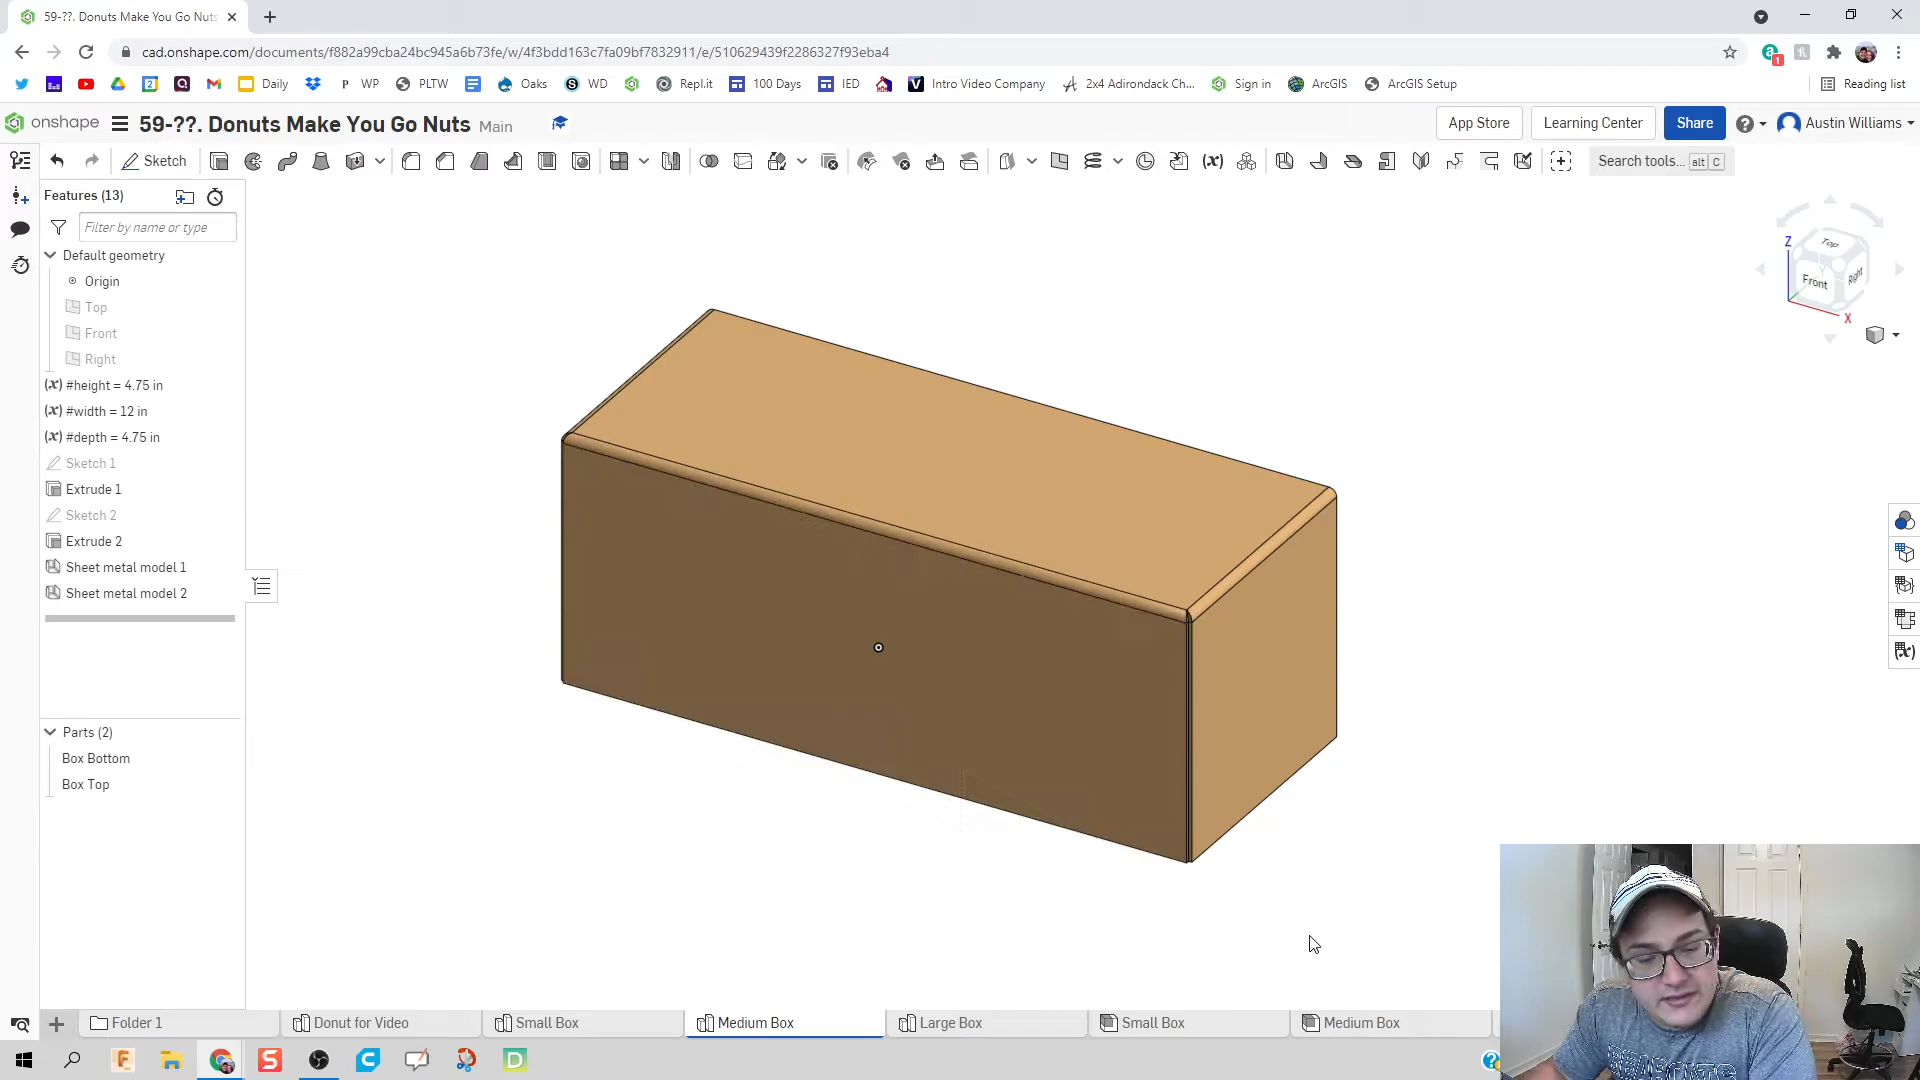 59-??. Donuts Make You Go Nuts
cad.onshape.com/documents/f882a99cba24bc945a6b73fe/w/4f3bdd163c7fa09bf7832911/e/510629439f2286327f93eba4
Daily WP PLTW Oaks WD Repl.it 100 Days IED Intro Video Company 2x4 Adirondack Ch... Sign in ArcGIS ArcGIS Setup Reading list
onshape 59-??. Donuts Make You Go Nuts Main App Store Learning Center Share Austin Williams
Sketch Search tools... alt C
Features (13)
Filter by name or type
Default geometry
Origin
Top
Front
Right
(x) #height = 4.75 in
(x) #width = 12 in
(x) #depth = 4.75 in
Sketch 1
Extrude 1
Sketch 2
Extrude 2
Sheet metal model 1
Sheet metal model 2
Parts (2)
Box Bottom
Box Top
Z
Top
Front
Right
X
Folder 1 Donut for Video Small Box Medium Box Large Box Small Box Medium Box